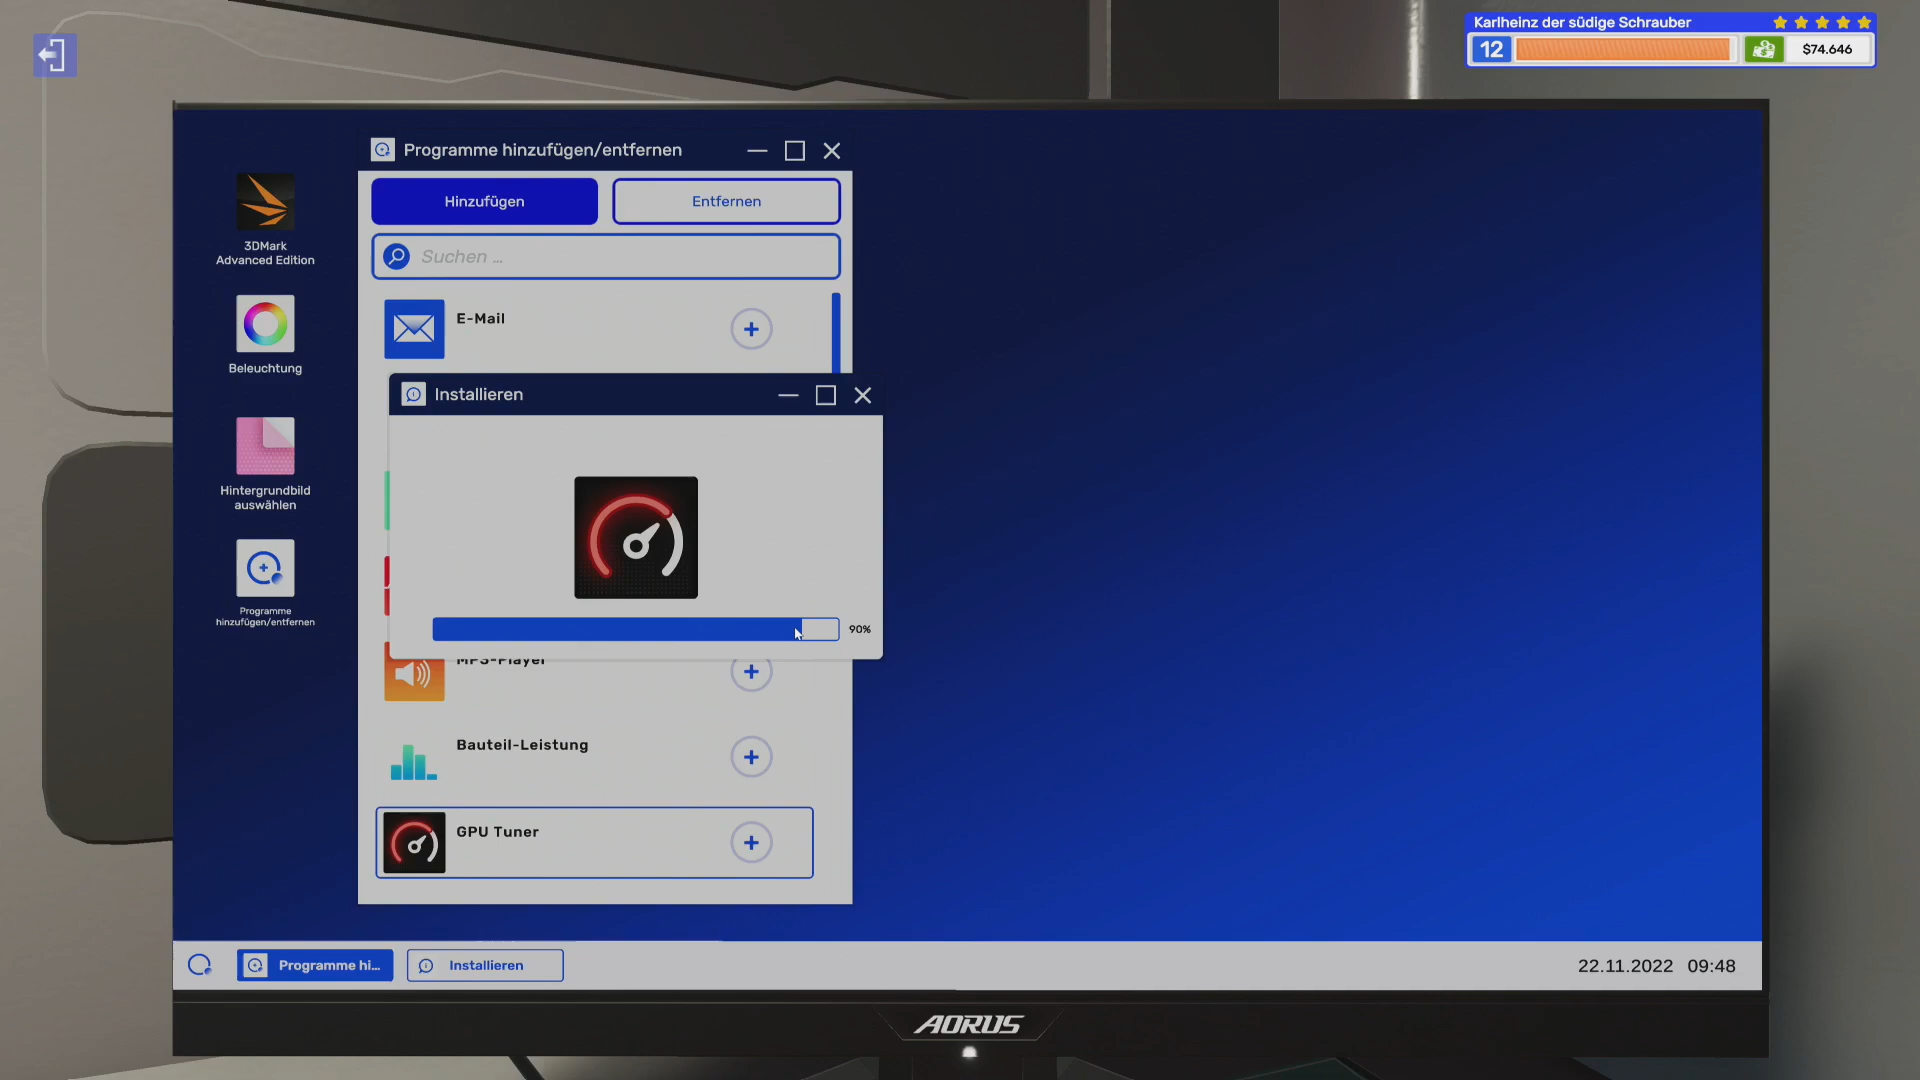 Karlheinz der südige Schrauber
12
$74.646
Programme hinzufügen/entfernen
Hinzufügen
Entfernen
Suchen ...
E-Mail
3DMark
Advanced Edition
Beleuchtung
Hintergrundbild
auswählen
Programme
hinzufügen/entfernen
Installieren
90%
MP3-Player
Bauteil-Leistung
GPU Tuner
Programme hi...
Installieren
22.11.2022 09:48
AORUS